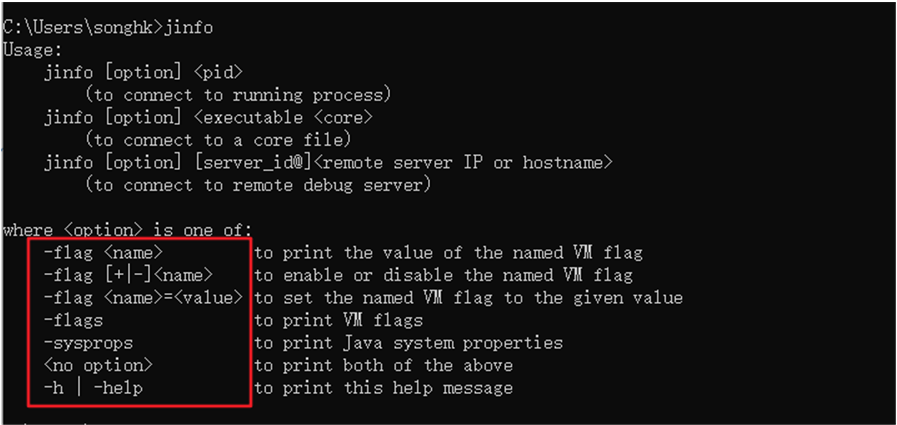 C:\Users\songhk>jinfo
Usage:
    jinfo [option] <pid>
        (to connect to running process)
    jinfo [option] <executable <core>
        (to connect to a core file)
    jinfo [option] [server_id@]<remote server IP or hostname>
        (to connect to remote debug server)

where <option> is one of:
    -flag <name>         to print the value of the named VM flag
    -flag [+|-]<name>    to enable or disable the named VM flag
    -flag <name>=<value> to set the named VM flag to the given value
    -flags               to print VM flags
    -sysprops            to print Java system properties
    <no option>          to print both of the above
    -h | -help           to print this help message